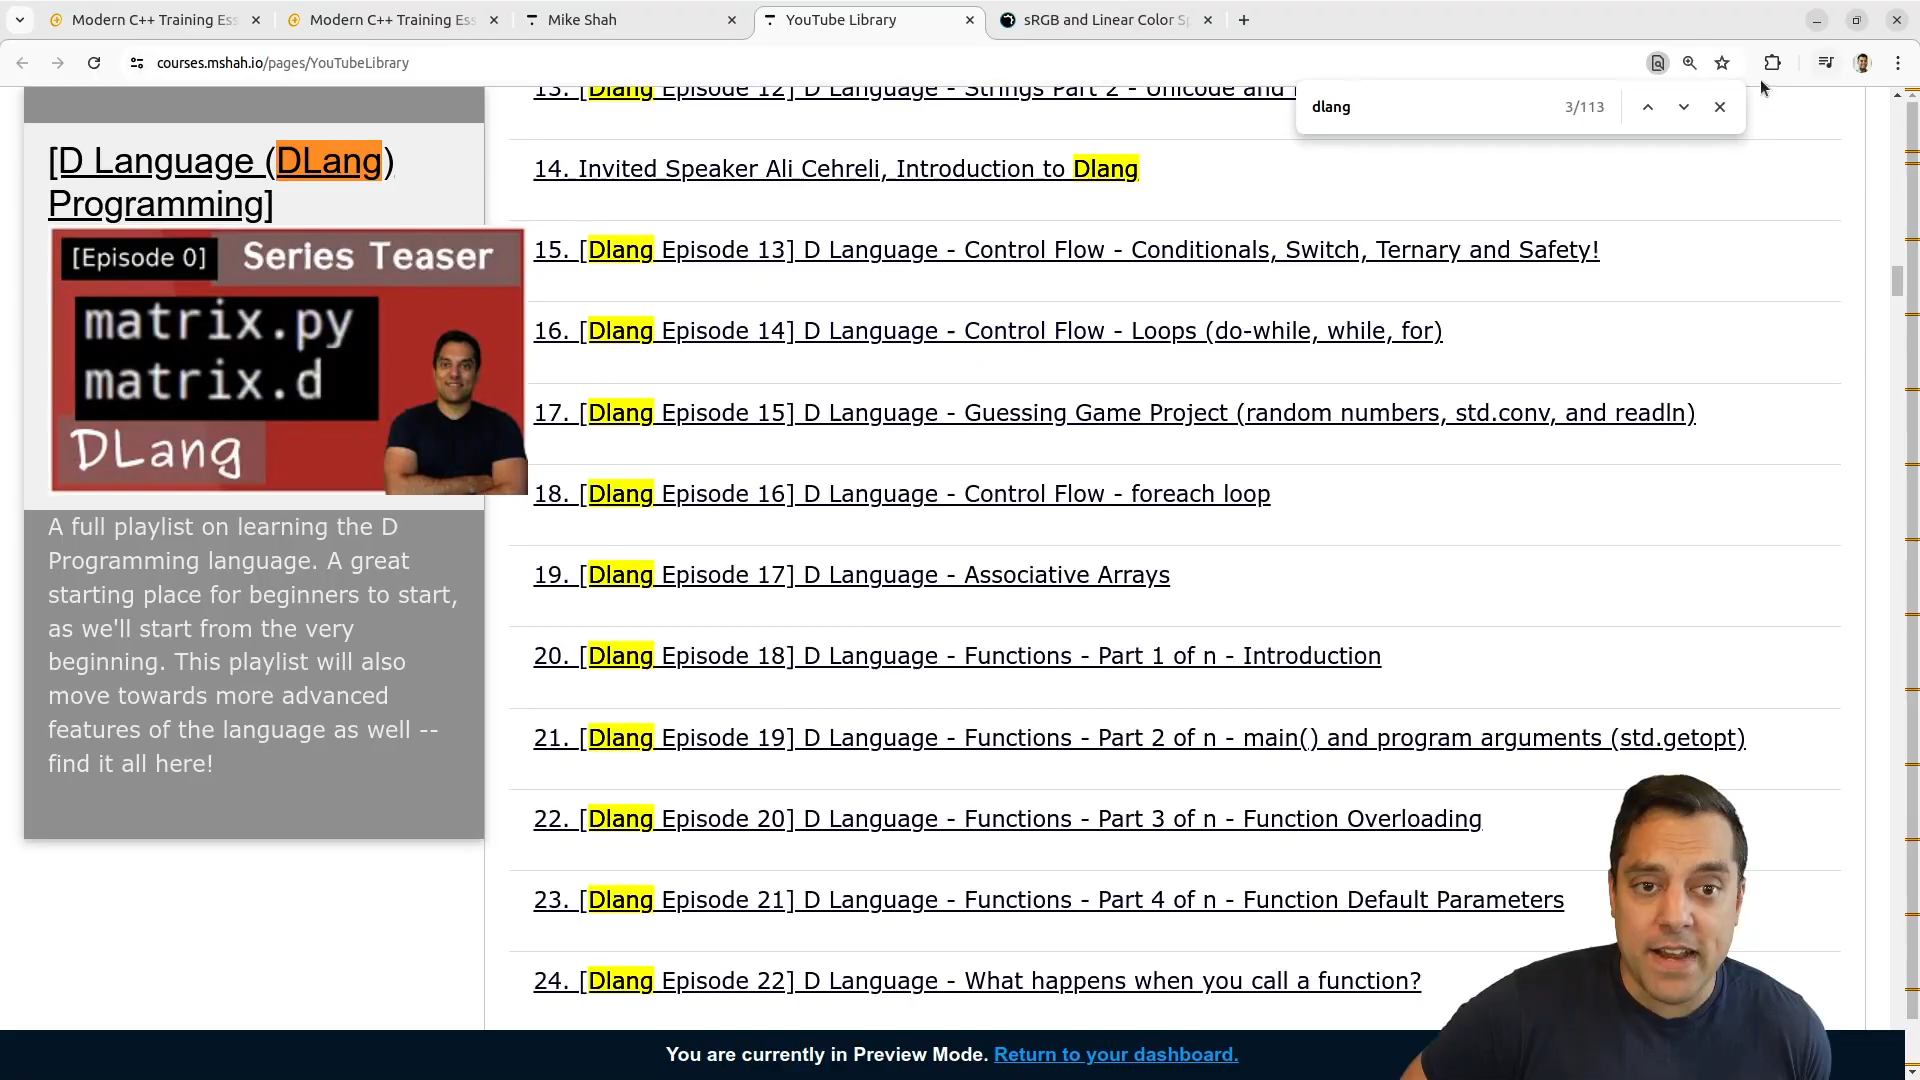 Modern C++ Training Ess
Modern C++ Training Ess
Mike Shah
YouTube Library
sRGB and Linear Color Sp
courses.mshah.io/pages/YouTubeLibrary
dlang
3/113
[D Language (DLang)
Programming]
[Episode 0]
Series Teaser
matrix.py
matrix.d
DLang
A full playlist on learning the D
Programming language. A great
starting place for beginners to start,
as we'll start from the very
beginning. This playlist will also
move towards more advanced
features of the language as well --
find it all here!
13. [Dlang Episode 12] D Language - Strings Part 2 - Unicode and
14. Invited Speaker Ali Cehreli, Introduction to Dlang
15. [Dlang Episode 13] D Language - Control Flow - Conditionals, Switch, Ternary and Safety!
16. [Dlang Episode 14] D Language - Control Flow - Loops (do-while, while, for)
17. [Dlang Episode 15] D Language - Guessing Game Project (random numbers, std.conv, and readln)
18. [Dlang Episode 16] D Language - Control Flow - foreach loop
19. [Dlang Episode 17] D Language - Associative Arrays
20. [Dlang Episode 18] D Language - Functions - Part 1 of n - Introduction
21. [Dlang Episode 19] D Language - Functions - Part 2 of n - main() and program arguments (std.getopt)
22. [Dlang Episode 20] D Language - Functions - Part 3 of n - Function Overloading
23. [Dlang Episode 21] D Language - Functions - Part 4 of n - Function Default Parameters
24. [Dlang Episode 22] D Language - What happens when you call a function?
You are currently in Preview Mode. Return to your dashboard.